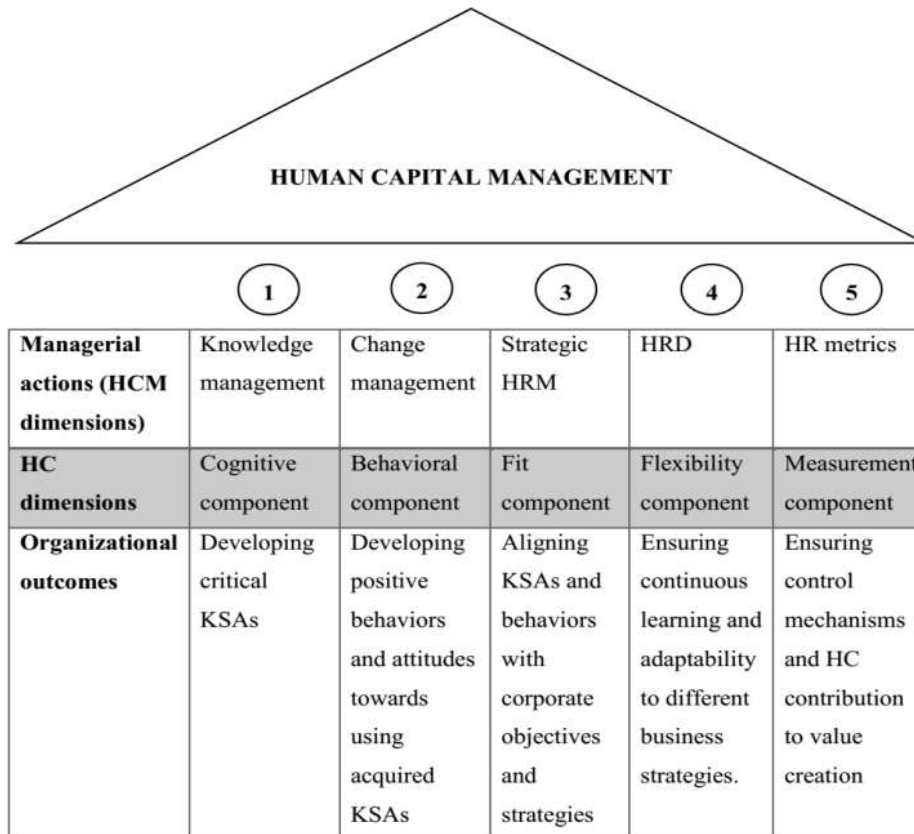 HUMAN CAPITAL MANAGEMENT
1 2 3 4 5
Managerial
actions (HCM
dimensions)
Knowledge
management
Change
management
Strategic
HRM
HRD
HR metrics
HC
dimensions
Cognitive
component
Behavioral
component
Fit
component
Flexibility
component
Measurement
component
Organizational
outcomes
Developing
critical
KSAs
Developing
positive
behaviors
and attitudes
towards
using
acquired
KSAs
Aligning
KSAs and
behaviors
with
corporate
objectives
and
strategies
Ensuring
continuous
learning and
adaptability
to different
business
strategies.
Ensuring
control
mechanisms
and HC
contribution
to value
creation